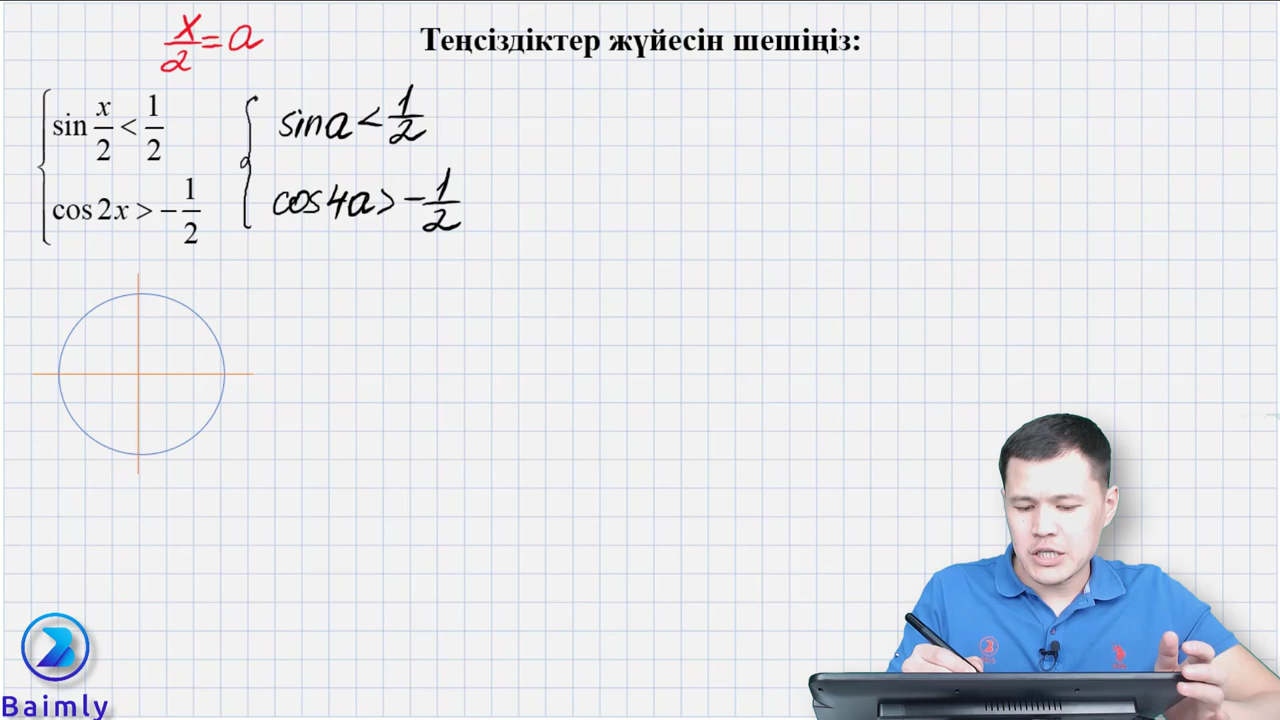 x/2 = a
Теңсіздіктер жүйесін шешіңіз:
sin x/2 < 1/2
sin a < 1/2
cos 2x > -1/2
cos 4a > -1/2
Baimly